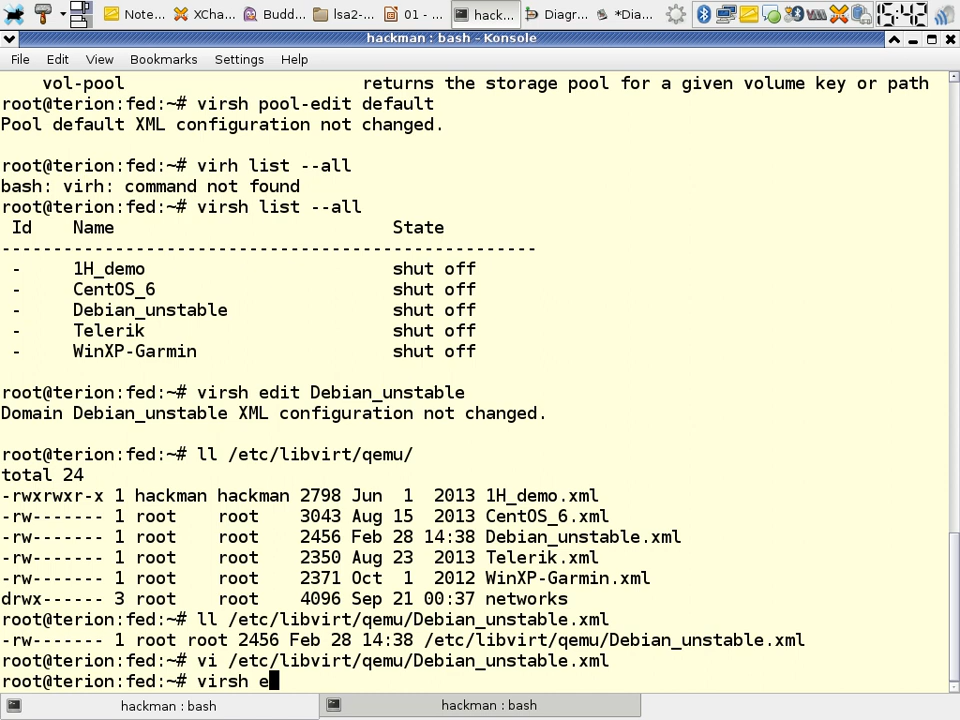 Note... XCha... Budd... lsa2-... 01 - ... hack... Diagr... *Dia... 15:42
hackman : bash – Konsole
File Edit View Bookmarks Settings Help
vol-pool returns the storage pool for a given volume key or path
root@terion:fed:~# virsh pool-edit default
Pool default XML configuration not changed.
root@terion:fed:~# virh list --all
bash: virh: command not found
root@terion:fed:~# virsh list --all
Id Name State
----------------------------------------------------
- 1H_demo shut off
- CentOS_6 shut off
- Debian_unstable shut off
- Telerik shut off
- WinXP-Garmin shut off
root@terion:fed:~# virsh edit Debian_unstable
Domain Debian_unstable XML configuration not changed.
root@terion:fed:~# ll /etc/libvirt/qemu/
total 24
-rwxrwxr-x 1 hackman hackman 2798 Jun 1 2013 1H_demo.xml
-rw------- 1 root root 3043 Aug 15 2013 CentOS_6.xml
-rw------- 1 root root 2456 Feb 28 14:38 Debian_unstable.xml
-rw------- 1 root root 2350 Aug 23 2013 Telerik.xml
-rw------- 1 root root 2371 Oct 1 2012 WinXP-Garmin.xml
drwx------ 3 root root 4096 Sep 21 00:37 networks
root@terion:fed:~# ll /etc/libvirt/qemu/Debian_unstable.xml
-rw------- 1 root root 2456 Feb 28 14:38 /etc/libvirt/qemu/Debian_unstable.xml
root@terion:fed:~# vi /etc/libvirt/qemu/Debian_unstable.xml
root@terion:fed:~# virsh e
hackman : bash hackman : bash